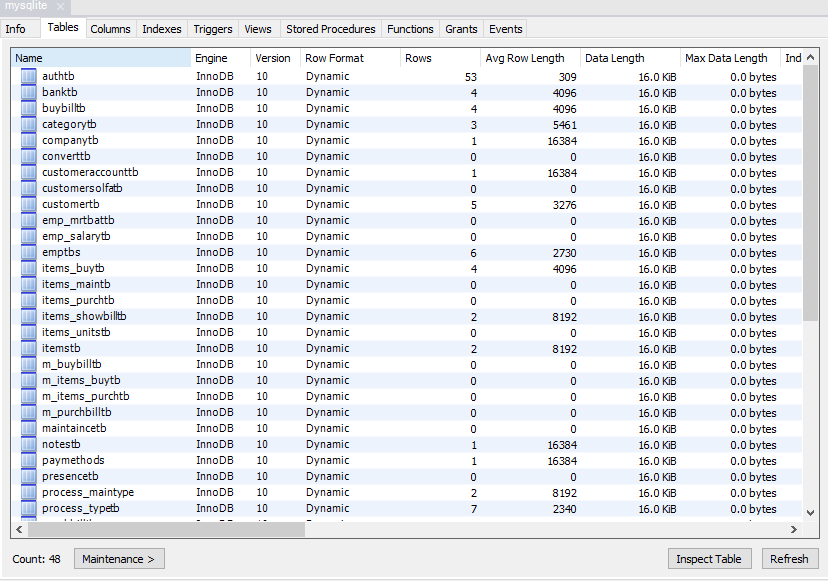 mysqlite ×
Info Tables Columns Indexes Triggers Views Stored Procedures Functions Grants Events
Name Engine Version Row Format Rows Avg Row Length Data Length Max Data Length Ind
authtb InnoDB 10 Dynamic 53 309 16.0 KiB 0.0 bytes
banktb InnoDB 10 Dynamic 4 4096 16.0 KiB 0.0 bytes
buybilltb InnoDB 10 Dynamic 4 4096 16.0 KiB 0.0 bytes
categorytb InnoDB 10 Dynamic 3 5461 16.0 KiB 0.0 bytes
companytb InnoDB 10 Dynamic 1 16384 16.0 KiB 0.0 bytes
converttb InnoDB 10 Dynamic 0 0 16.0 KiB 0.0 bytes
customeraccounttb InnoDB 10 Dynamic 1 16384 16.0 KiB 0.0 bytes
customersolfatb InnoDB 10 Dynamic 0 0 16.0 KiB 0.0 bytes
customertb InnoDB 10 Dynamic 5 3276 16.0 KiB 0.0 bytes
emp_mrtbattb InnoDB 10 Dynamic 0 0 16.0 KiB 0.0 bytes
emp_salarytb InnoDB 10 Dynamic 0 0 16.0 KiB 0.0 bytes
emptbs InnoDB 10 Dynamic 6 2730 16.0 KiB 0.0 bytes
items_buytb InnoDB 10 Dynamic 4 4096 16.0 KiB 0.0 bytes
items_maintb InnoDB 10 Dynamic 0 0 16.0 KiB 0.0 bytes
items_purchtb InnoDB 10 Dynamic 0 0 16.0 KiB 0.0 bytes
items_showbilltb InnoDB 10 Dynamic 2 8192 16.0 KiB 0.0 bytes
items_unitstb InnoDB 10 Dynamic 0 0 16.0 KiB 0.0 bytes
itemstb InnoDB 10 Dynamic 2 8192 16.0 KiB 0.0 bytes
m_buybilltb InnoDB 10 Dynamic 0 0 16.0 KiB 0.0 bytes
m_items_buytb InnoDB 10 Dynamic 0 0 16.0 KiB 0.0 bytes
m_items_purchtb InnoDB 10 Dynamic 0 0 16.0 KiB 0.0 bytes
m_purchbilltb InnoDB 10 Dynamic 0 0 16.0 KiB 0.0 bytes
maintaincetb InnoDB 10 Dynamic 0 0 16.0 KiB 0.0 bytes
notestb InnoDB 10 Dynamic 1 16384 16.0 KiB 0.0 bytes
paymethods InnoDB 10 Dynamic 1 16384 16.0 KiB 0.0 bytes
presencetb InnoDB 10 Dynamic 0 0 16.0 KiB 0.0 bytes
process_maintype InnoDB 10 Dynamic 2 8192 16.0 KiB 0.0 bytes
process_typetb InnoDB 10 Dynamic 7 2340 16.0 KiB 0.0 bytes
Count: 48 Maintenance > Inspect Table Refresh